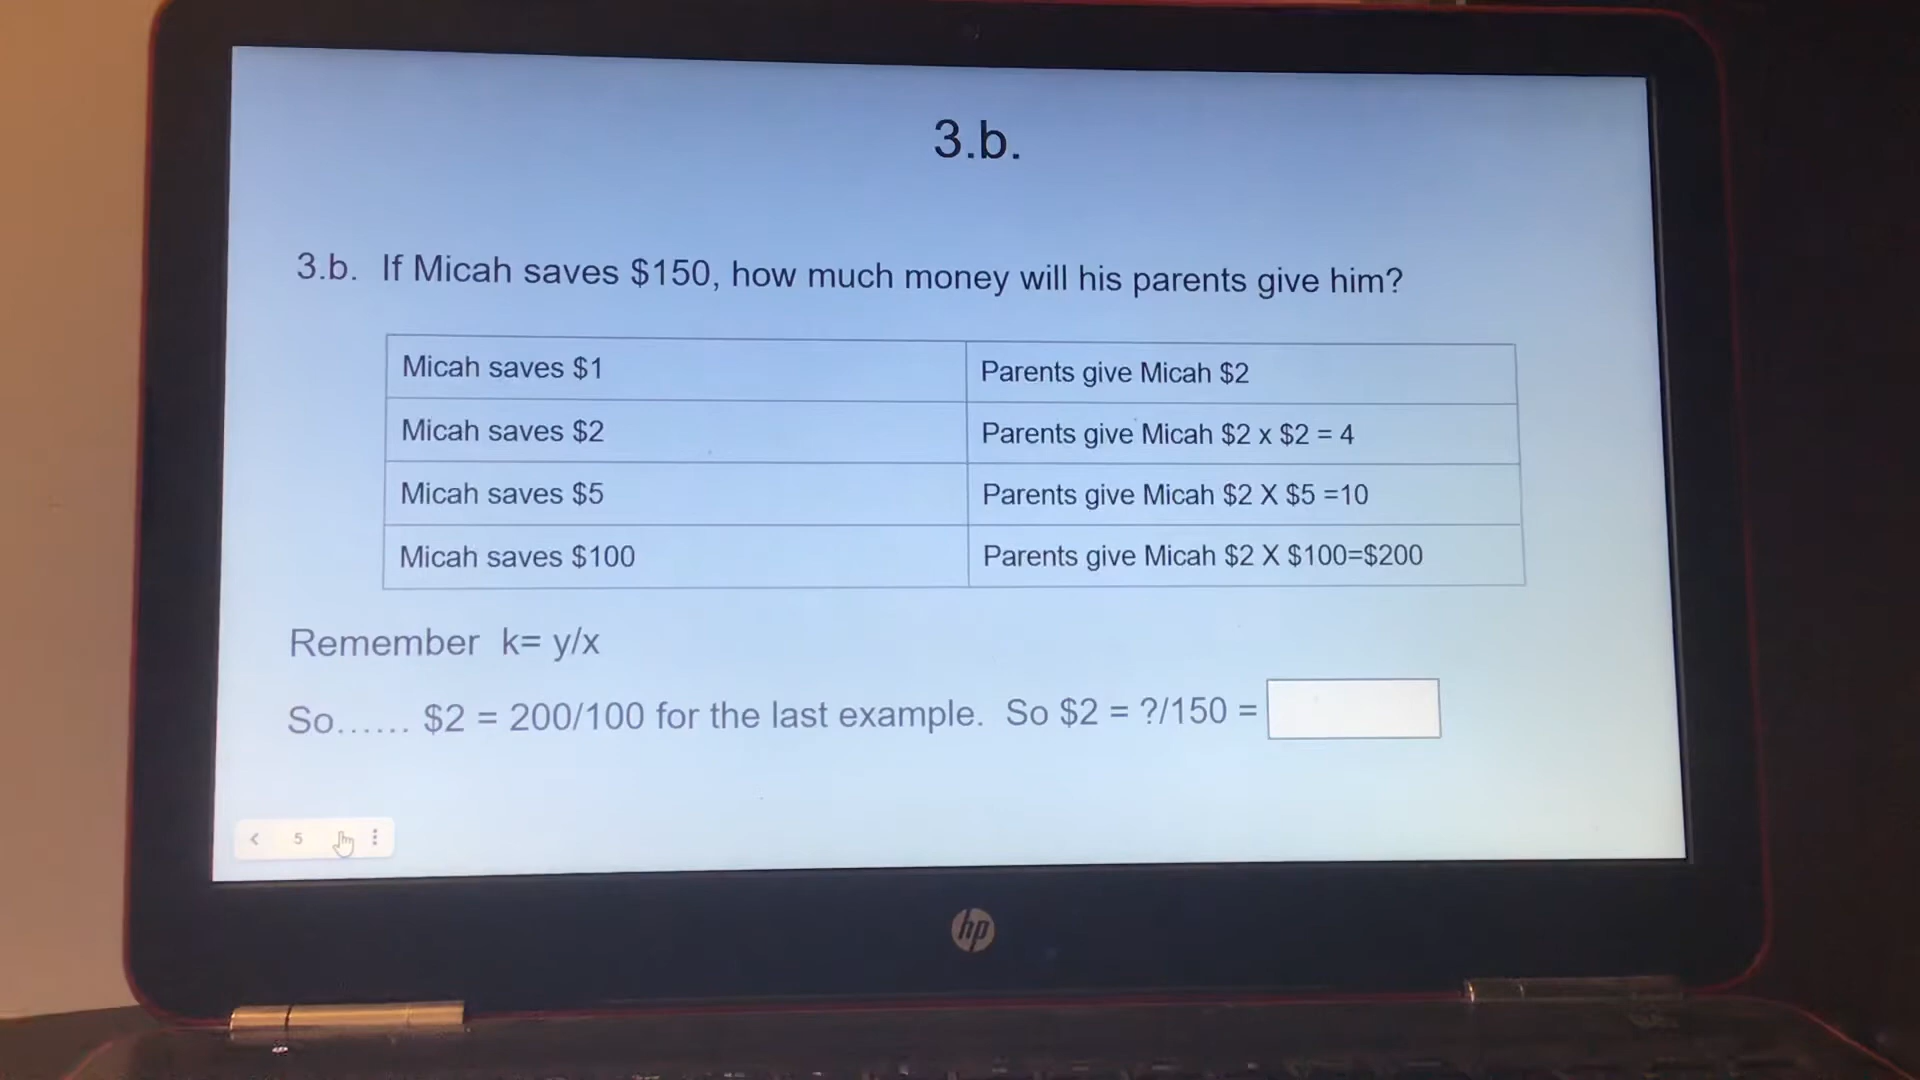 3.b.
3.b. If Micah saves $150, how much money will his parents give him?
Micah saves $1
Parents give Micah $2
Micah saves $2
Parents give Micah $2 x $2 = 4
Micah saves $5
Parents give Micah $2 X $5 =10
Micah saves $100
Parents give Micah $2 X $100=$200
Remember k= y/x
So...... $2 = 200/100 for the last example. So $2 = ?/150 =
5
hp